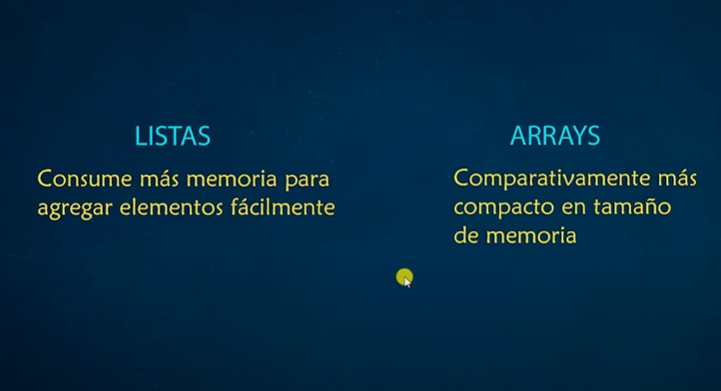 LISTAS
Consume más memoria para
agregar elementos fácilmente
ARRAYS
Comparativamente más
compacto en tamaño
de memoria